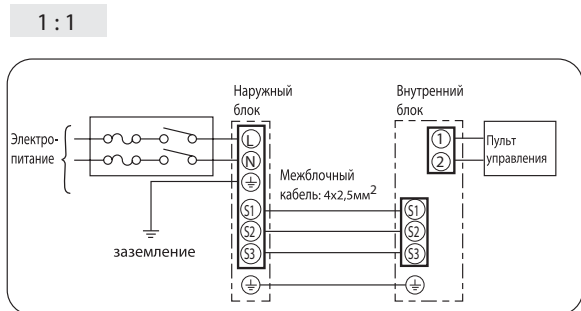 1 : 1
Наружный
блок
Внутренний
блок
Электро-
питание
L
N
S1
S2
S3
Межблочный
кабель: 4x2,5мм2
заземление
1
2
S1
S2
S3
Пульт
управления